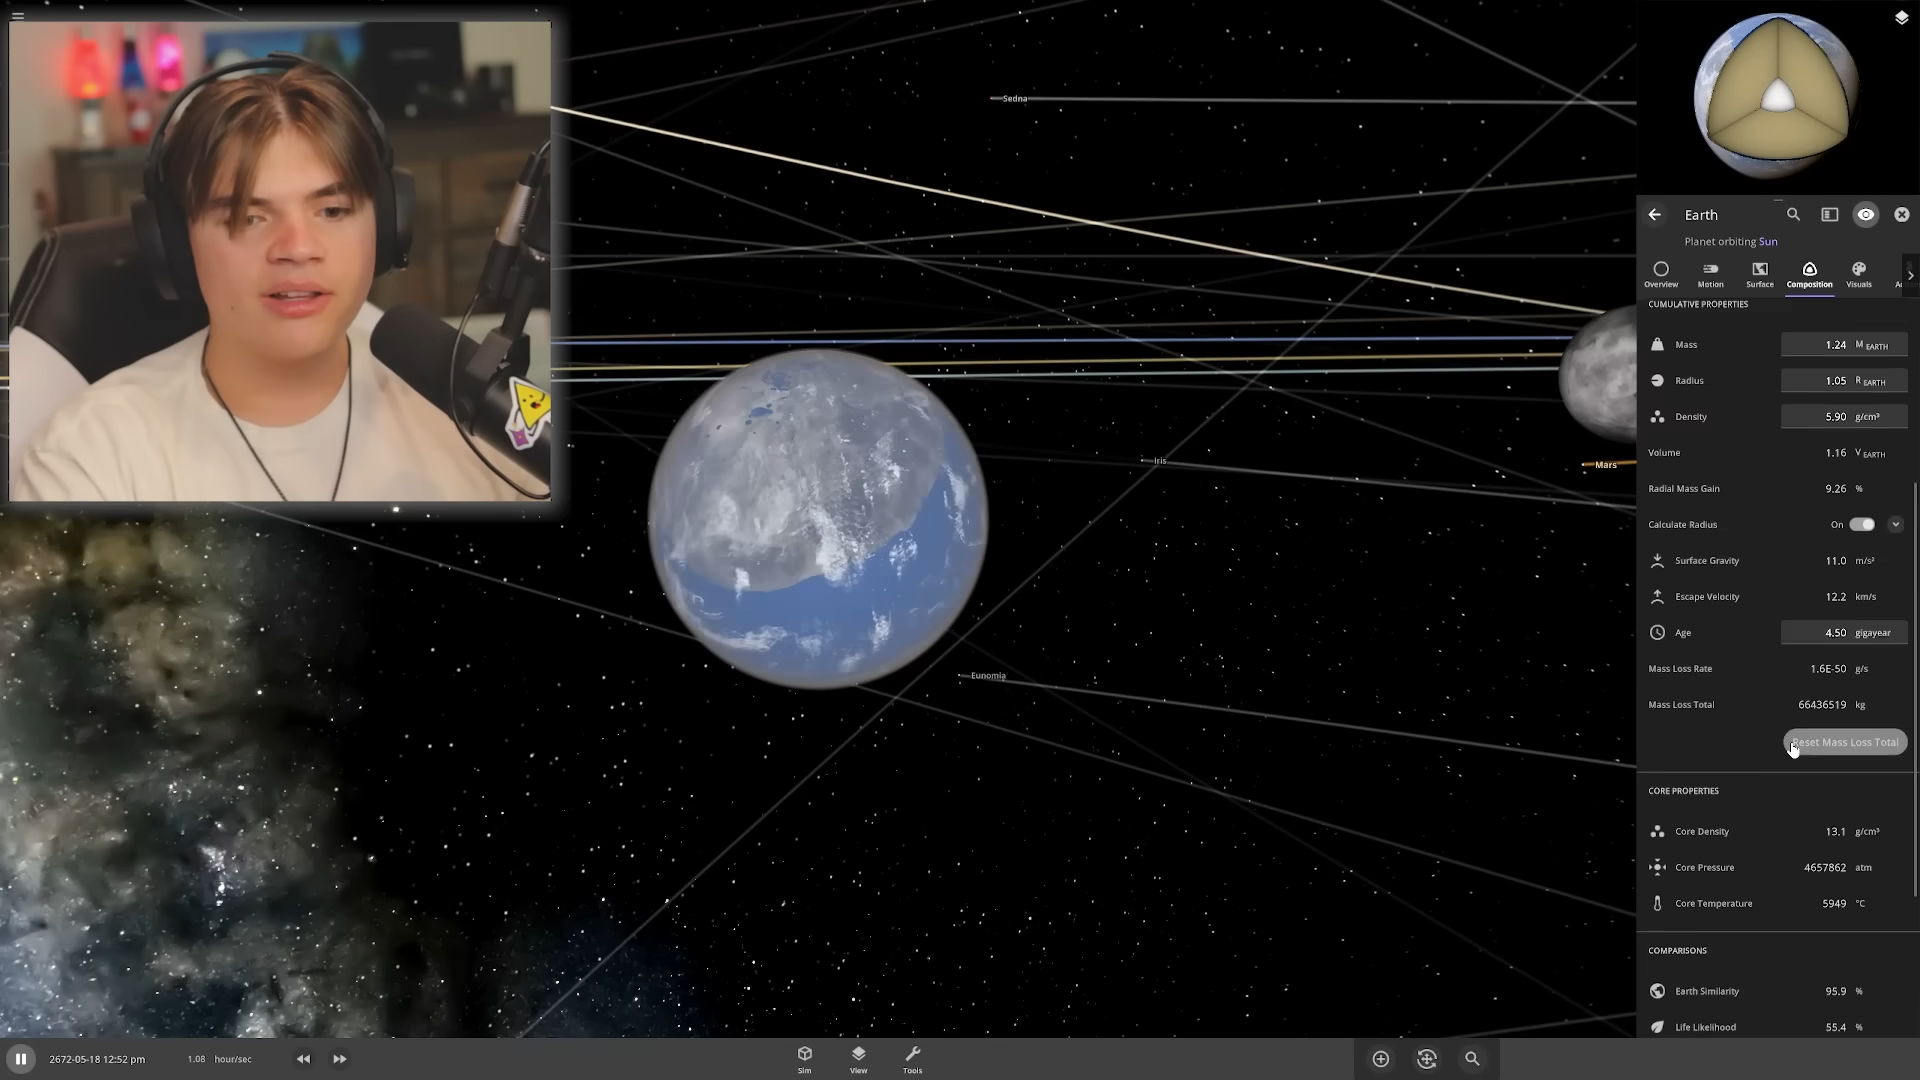 Sedna
Iris
Mars
Eunomia
Earth
Planet orbiting Sun
Overview
Motion
Surface
Composition
Visuals
CUMULATIVE PROPERTIES
Mass 1.24 M EARTH
Radius 1.05 R EARTH
Density 5.90 g/cm³
Volume 1.16 V EARTH
Radial Mass Gain 9.26 %
Calculate Radius On
Surface Gravity 11.0 m/s²
Escape Velocity 12.2 km/s
Age 4.50 gigayear
Mass Loss Rate 1.6E-50 g/s
Mass Loss Total 66436519 kg
Reset Mass Loss Total
CORE PROPERTIES
Core Density 13.1 g/cm³
Core Pressure 4657862 atm
Core Temperature 5949 °C
COMPARISONS
Earth Similarity 95.9 %
Life Likelihood 55.4 %
2672-05-18 12:52 pm 1.08 hour/sec
Sim
View
Tools